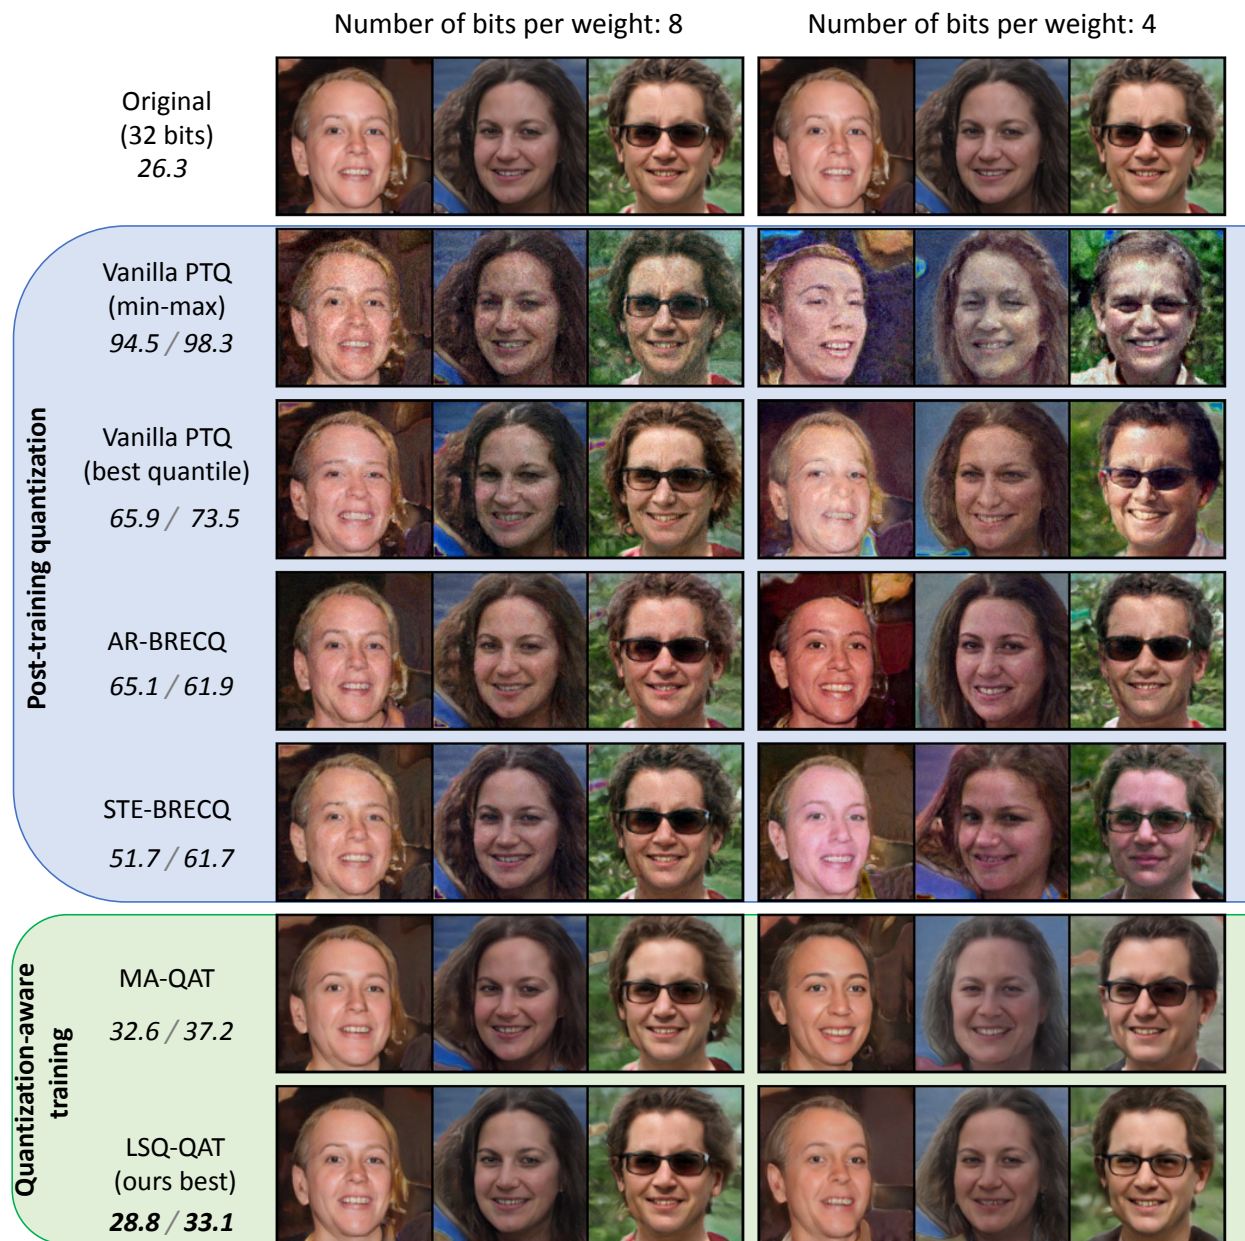 Number of bits per weight: 8
Number of bits per weight: 4
Original
(32 bits)
26.3
Post-training quantization
Vanilla PTQ
(min-max)
94.5 / 98.3
Vanilla PTQ
(best quantile)
65.9 / 73.5
AR-BRECQ
65.1 / 61.9
STE-BRECQ
51.7 / 61.7
Quantization-aware
training
MA-QAT
32.6 / 37.2
LSQ-QAT
(ours best)
28.8 / 33.1